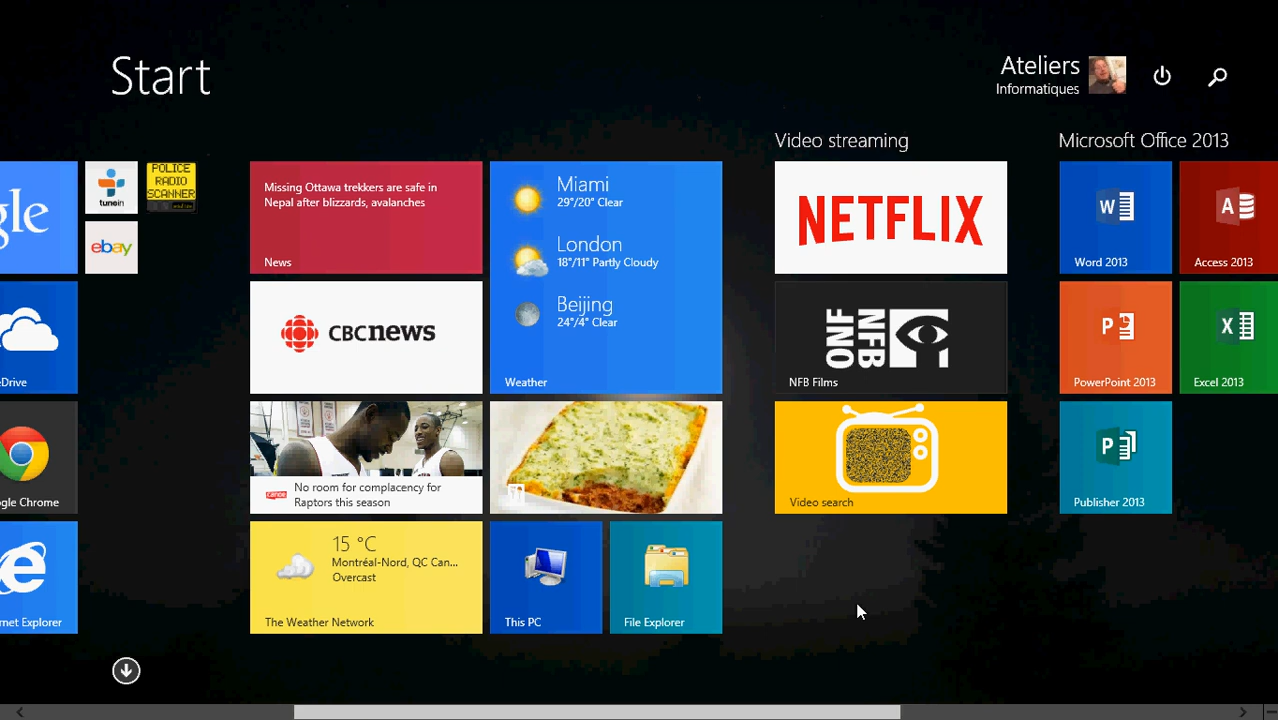 Start
Ateliers
Informatiques
Video streaming
Microsoft Office 2013
gle
tunein
POLICE
RADIO
SCANNER
ebay
Missing Ottawa trekkers are safe in
Nepal after blizzards, avalanches
News
Miami
29°/20° Clear
London
18°/11° Partly Cloudy
Beijing
24°/4° Clear
Weather
NETFLIX
W
Word 2013
A
Access 2013
eDrive
CBCnews
ONF
NFB
NFB Films
P
PowerPoint 2013
X
Excel 2013
ogle Chrome
canoe
No room for complacency for
Raptors this season
Video search
P
Publisher 2013
rnet Explorer
15 °C
Montréal-Nord, QC Can...
Overcast
The Weather Network
This PC
File Explorer